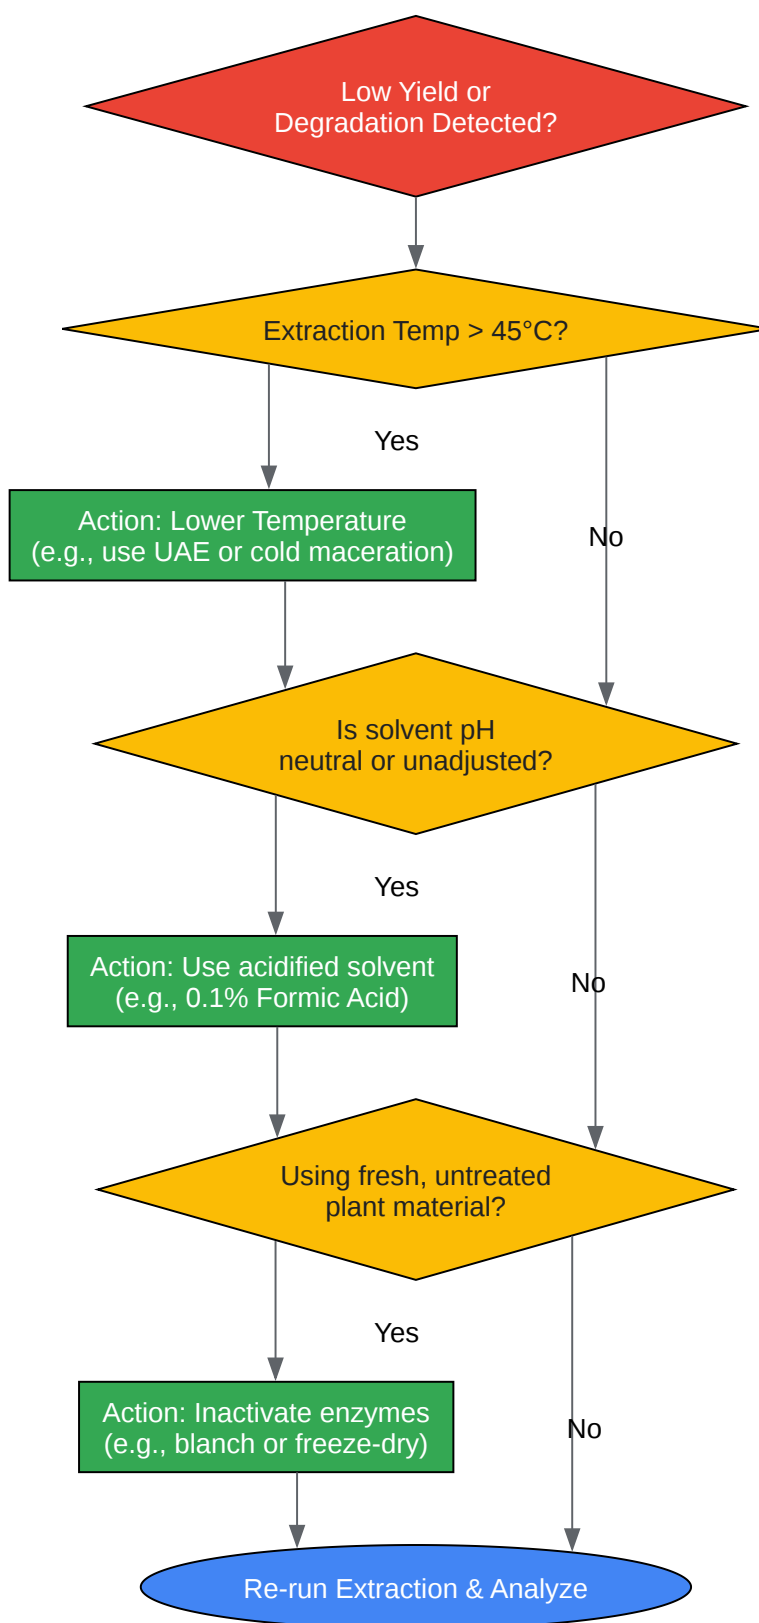 Low Yield or
Degradation Detected?
Extraction Temp > 45°C?
Yes
Action: Lower Temperature
(e.g., use UAE or cold maceration)
No
Is solvent pH
neutral or unadjusted?
Yes
Action: Use acidified solvent
(e.g., 0.1% Formic Acid)
No
Using fresh, untreated
plant material?
Yes
Action: Inactivate enzymes
(e.g., blanch or freeze-dry)
No
Re-run Extraction & Analyze